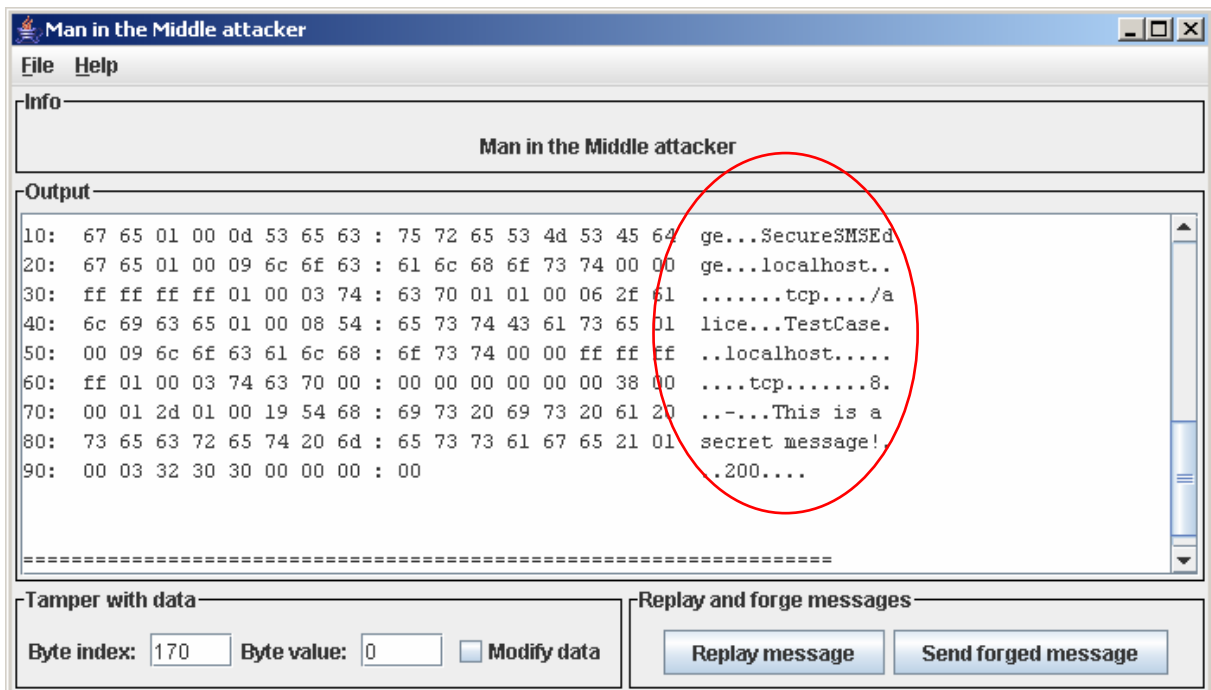 Man in the Middle attacker
File Help
Info
Man in the Middle attacker
Output
10: 67 65 01 00 0d 53 65 63 : 75 72 65 53 4d 53 45 64 ge...SecureSMSEd
20: 67 65 01 00 09 6c 6f 63 : 61 6c 68 6f 73 74 00 00 ge...localhost..
30: ff ff ff ff 01 00 03 74 : 63 70 01 01 00 06 2f 61 .......tcp..../a
40: 6c 69 63 65 01 00 08 54 : 65 73 74 43 61 73 65 01 lice...TestCase.
50: 00 09 6c 6f 63 61 6c 68 : 6f 73 74 00 00 ff ff ff ..localhost.....
60: ff 01 00 03 74 63 70 00 : 00 00 00 00 00 00 38 00 ....tcp.......8.
70: 00 01 2d 01 00 19 54 68 : 69 73 20 69 73 20 61 20 ..-...This is a
80: 73 65 63 72 65 74 20 6d : 65 73 73 61 67 65 21 01 secret message!.
90: 00 03 32 30 30 00 00 00 : 00 ..200....
====================================================================
Tamper with data
Byte index: 170 Byte value: 0 Modify data
Replay and forge messages
Replay message Send forged message